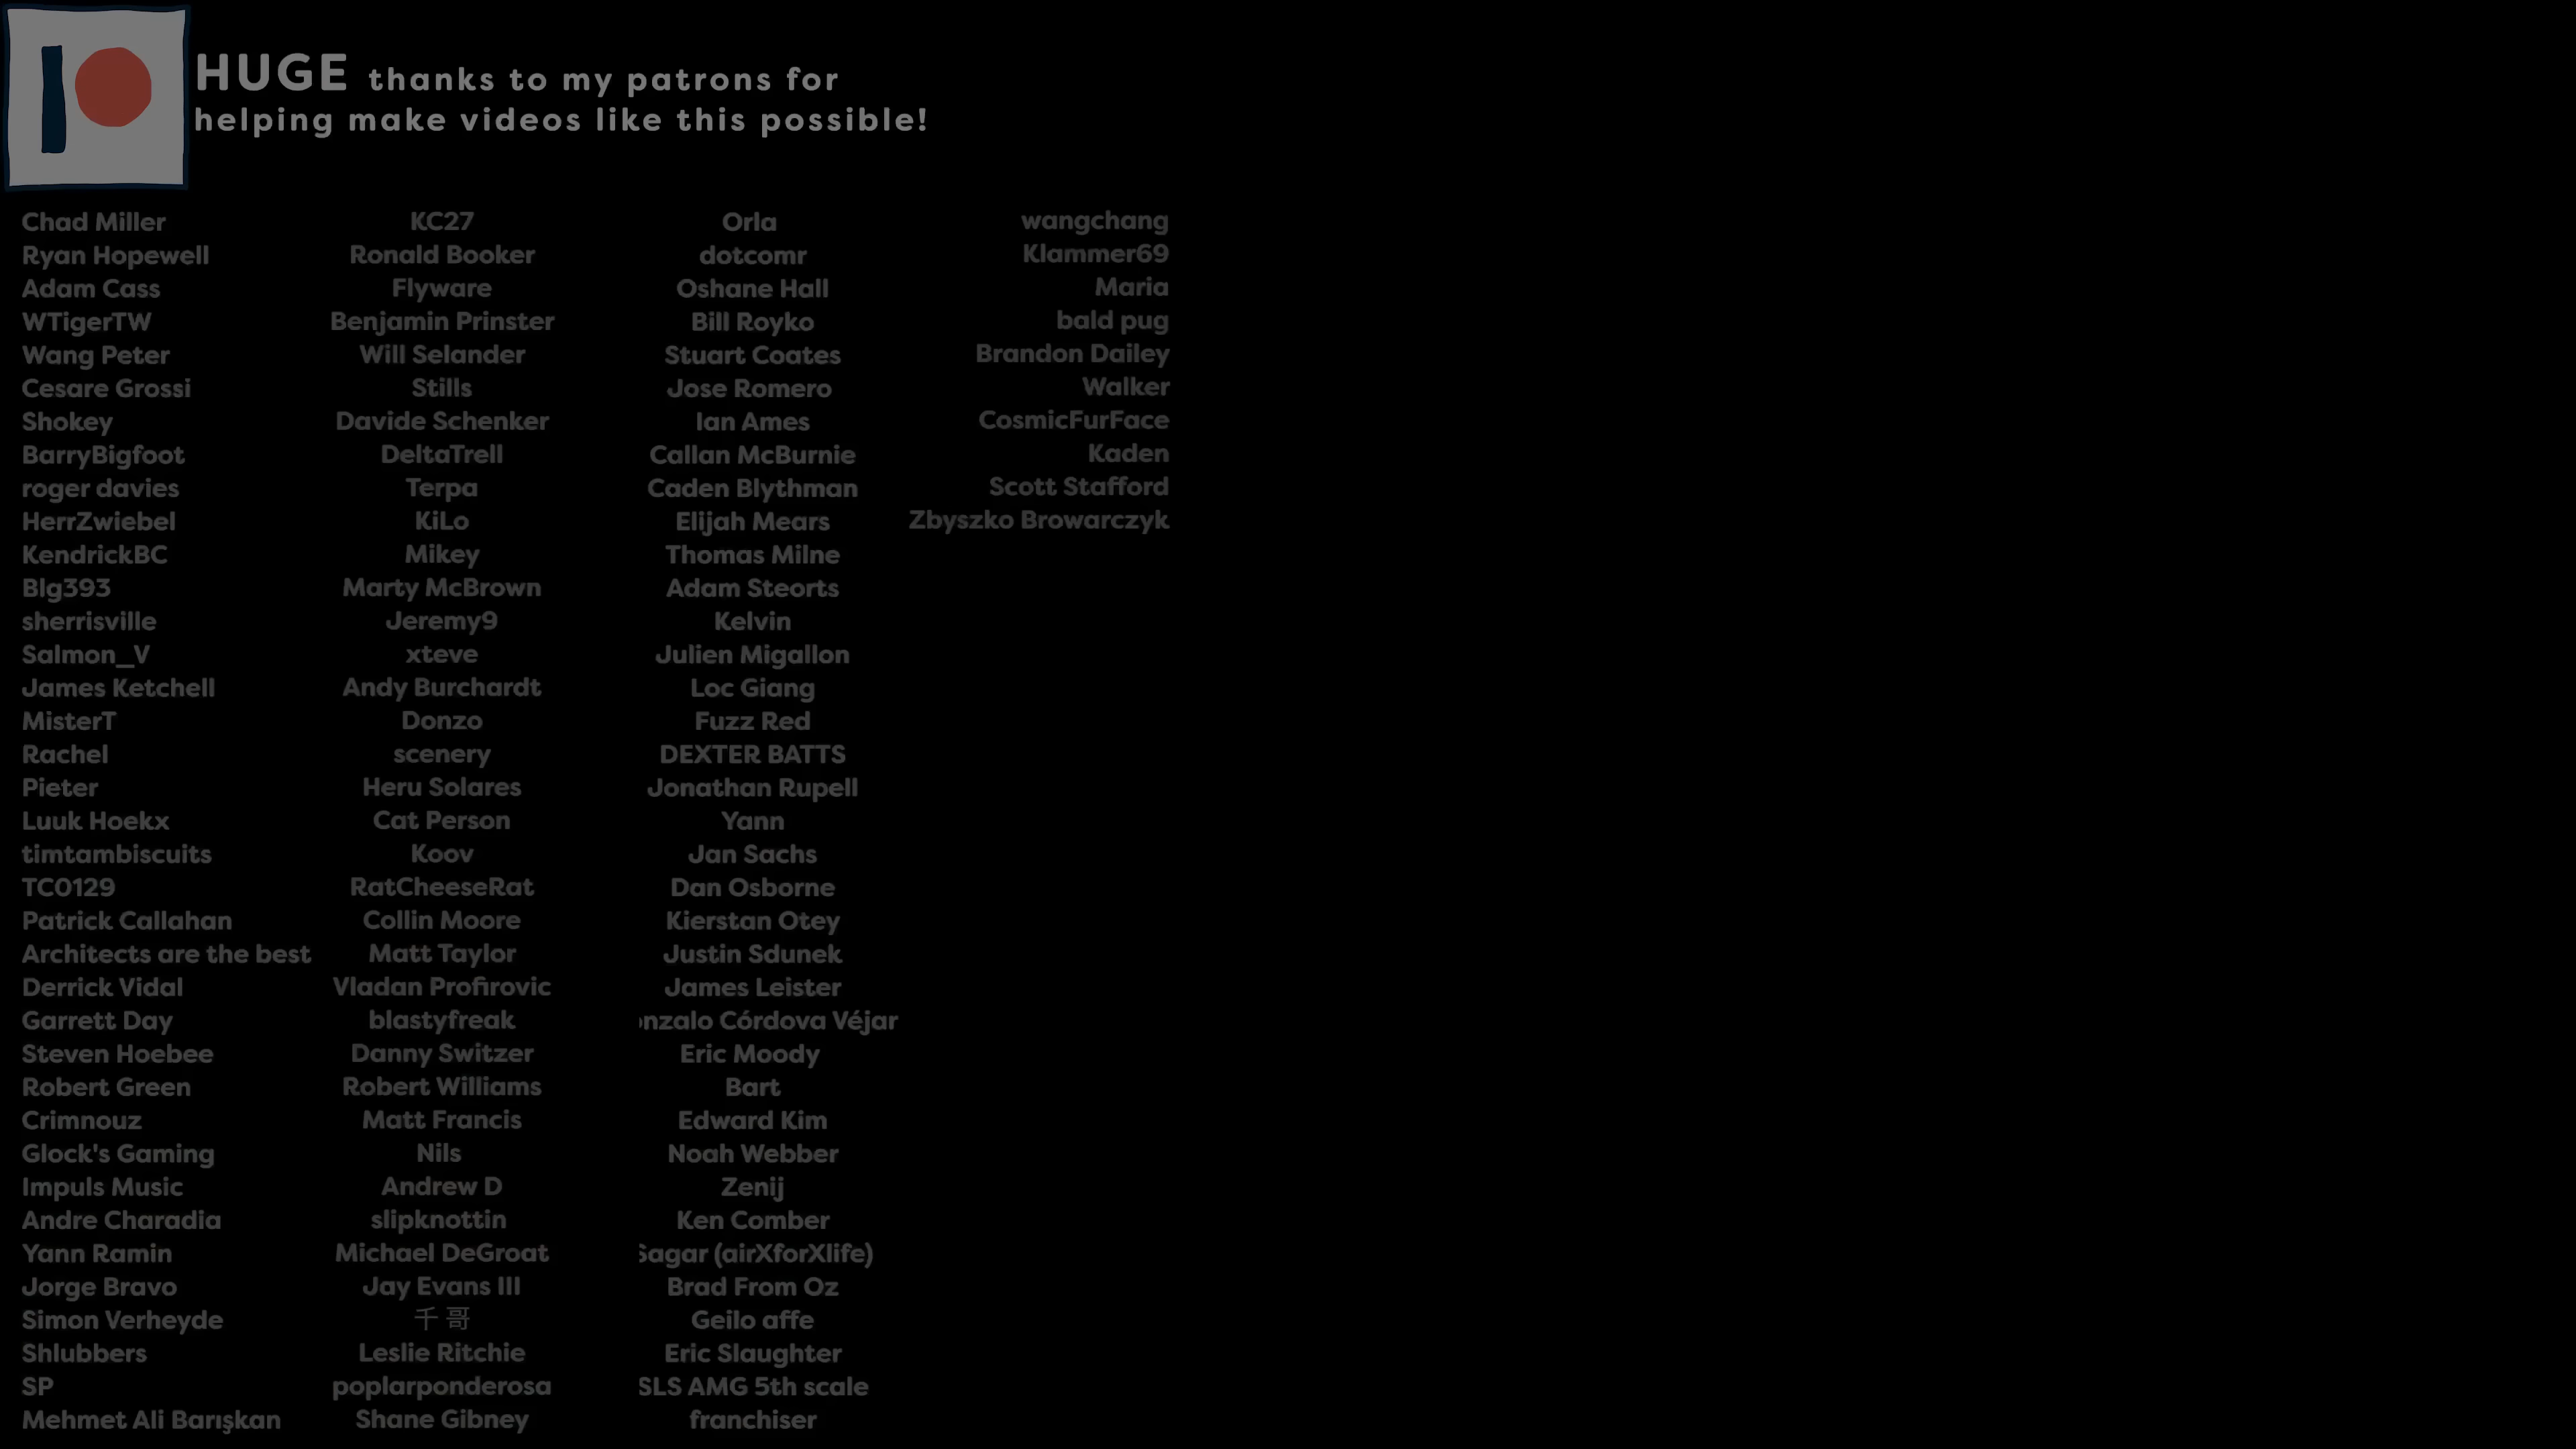 HUGE thanks to my patrons for
helping make videos like this possible!
Chad Miller
Ryan Hopewell
Adam Cass
WTigerTW
Wang Peter
Cesare Grossi
Shokey
BarryBigfoot
roger davies
HerrZwiebel
KendrickBC
Blg393
sherrisville
Salmon_V
James Ketchell
MisterT
Rachel
Pieter
Luuk Hoekx
timtambiscuits
TC0129
Patrick Callahan
Architects are the best
Derrick Vidal
Garrett Day
Steven Hoebee
Robert Green
Crimnouz
Glock's Gaming
Impuls Music
Andre Charadia
Yann Ramin
Jorge Bravo
Simon Verheyde
Shlubbers
SP
Mehmet Ali Barışkan
KC27
Ronald Booker
Flyware
Benjamin Prinster
Will Selander
Stills
Davide Schenker
DeltaTrell
Terpa
KiLo
Mikey
Marty McBrown
Jeremy9
xteve
Andy Burchardt
Donzo
scenery
Heru Solares
Cat Person
Koov
RatCheeseRat
Collin Moore
Matt Taylor
Vladan Profirovic
blastyfreak
Danny Switzer
Robert Williams
Matt Francis
Nils
Andrew D
slipknottin
Michael DeGroat
Jay Evans III
千哥
Leslie Ritchie
poplarponderosa
Shane Gibney
Orla
dotcomr
Oshane Hall
Bill Royko
Stuart Coates
Jose Romero
Ian Ames
Callan McBurnie
Caden Blythman
Elijah Mears
Thomas Milne
Adam Steorts
Kelvin
Julien Migallon
Loc Giang
Fuzz Red
DEXTER BATTS
Jonathan Rupell
Yann
Jan Sachs
Dan Osborne
Kierstan Otey
Justin Sdunek
James Leister
onzalo Córdova Véjar
Eric Moody
Bart
Edward Kim
Noah Webber
Zenij
Ken Comber
Sagar (airXforXlife)
Brad From Oz
Geilo affe
Eric Slaughter
SLS AMG 5th scale
franchiser
wangchang
Klammer69
Maria
bald pug
Brandon Dailey
Walker
CosmicFurFace
Kaden
Scott Stafford
Zbyszko Browarczyk